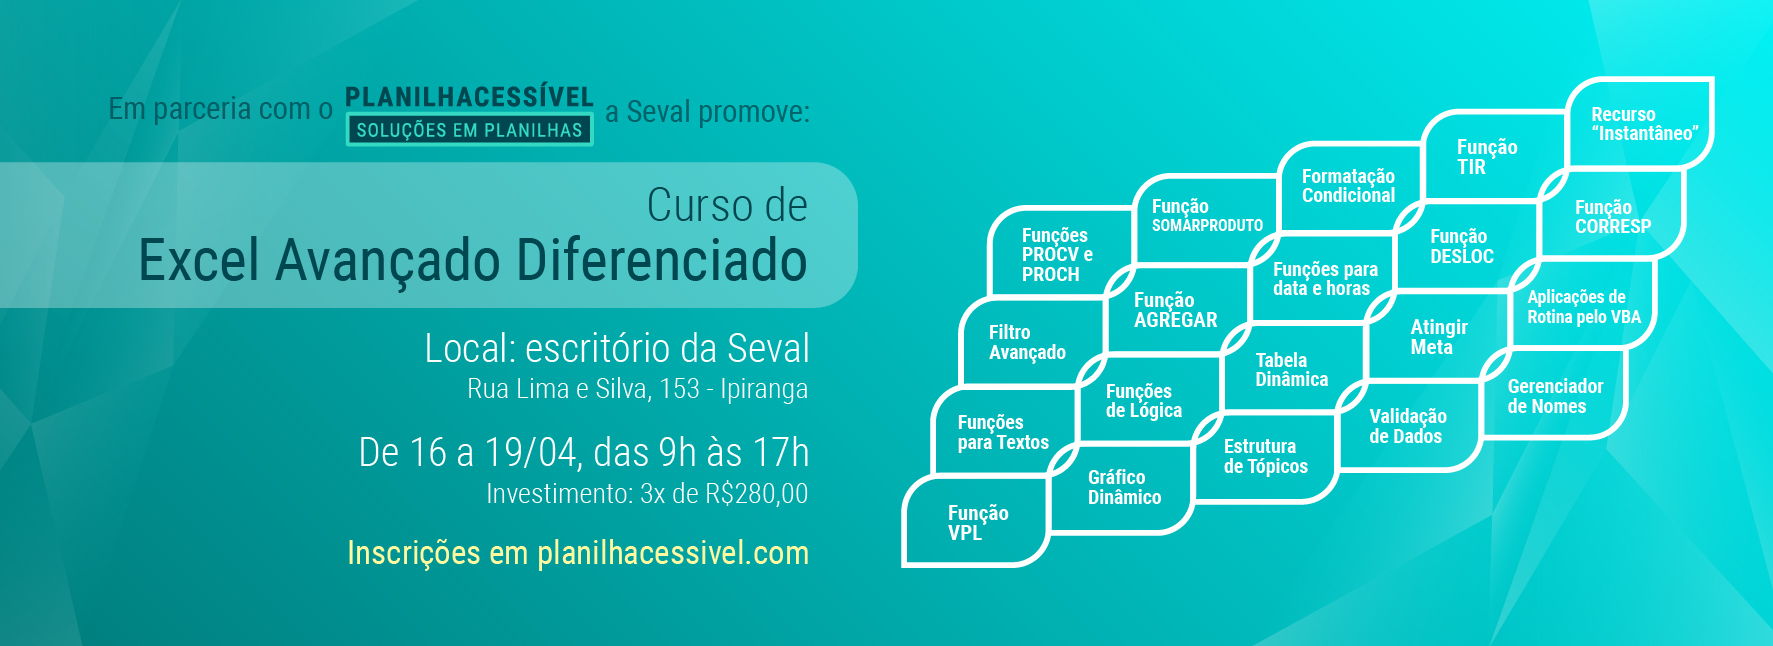 Em parceria com o PLANILHACESSÍVEL a Seval promove:
SOLUÇÕES EM PLANILHAS
Curso de
Excel Avançado Diferenciado
Local: escritório da Seval
Rua Lima e Silva, 153 - Ipiranga
De 16 a 19/04, das 9h às 17h
Investimento: 3x de R$280,00
Inscrições em planilhacessivel.com
Funções
PROCV e
PROCH
Função
SOMARPRODUTO
Formatação
Condicional
Função
TIR
Recurso
“Instantâneo”
Filtro
Avançado
Função
AGREGAR
Funções para
data e horas
Função
DESLOC
Função
CORRESP
Funções
para Textos
Funções
de Lógica
Tabela
Dinâmica
Atingir
Meta
Aplicações de
Rotina pelo VBA
Função
VPL
Gráfico
Dinâmico
Estrutura
de Tópicos
Validação
de Dados
Gerenciador
de Nomes